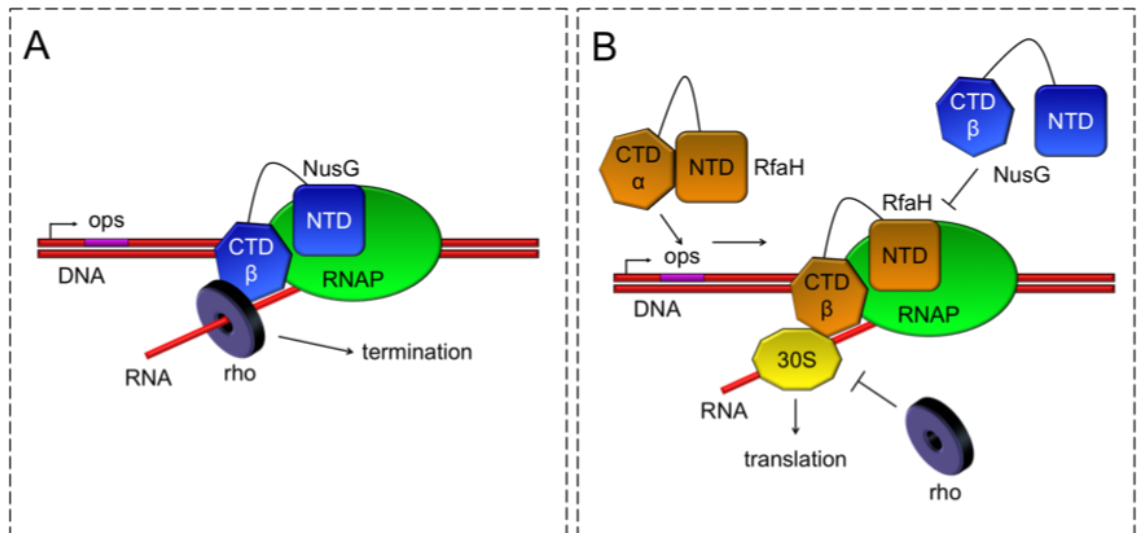 A
NusG
ops
NTD
CTD
β
DNA
RNAP
termination
RNA
rho
B
CTD
β
NTD
CTD
α
NTD
RfaH
NusG
RfaH
ops
NTD
CTD
β
DNA
RNAP
30S
RNA
translation
rho